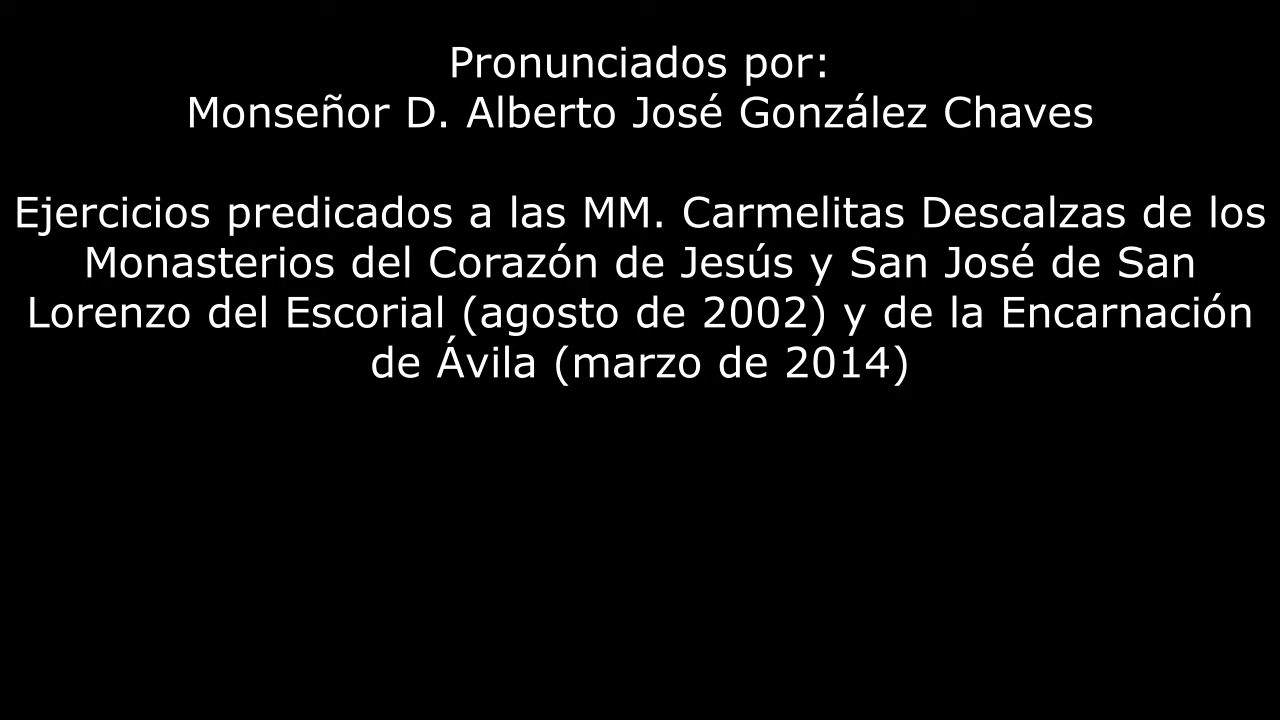 Pronunciados por:
Monseñor D. Alberto José González Chaves
Ejercicios predicados a las MM. Carmelitas Descalzas de los
Monasterios del Corazón de Jesús y San José de San
Lorenzo del Escorial (agosto de 2002) y de la Encarnación
de Ávila (marzo de 2014)